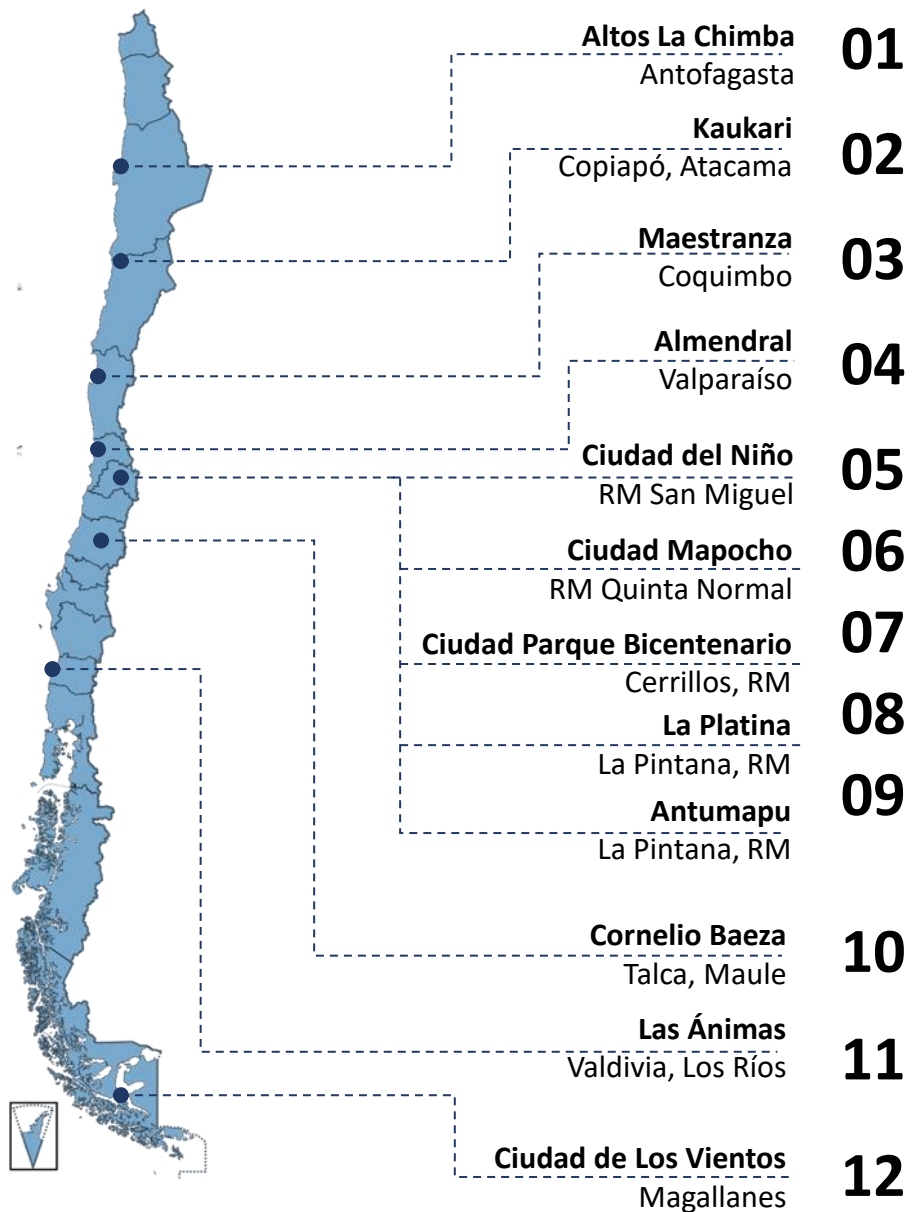 Altos La Chimba
Antofagasta
01
Kaukari
Copiapó, Atacama
02
Maestranza
Coquimbo
03
Almendral
Valparaíso
04
Ciudad del Niño
RM San Miguel
05
Ciudad Mapocho
RM Quinta Normal
06
Ciudad Parque Bicentenario
Cerrillos, RM
07
La Platina
La Pintana, RM
08
Antumapu
La Pintana, RM
09
Cornelio Baeza
Talca, Maule
10
Las Ánimas
Valdivia, Los Ríos
11
Ciudad de Los Vientos
Magallanes
12